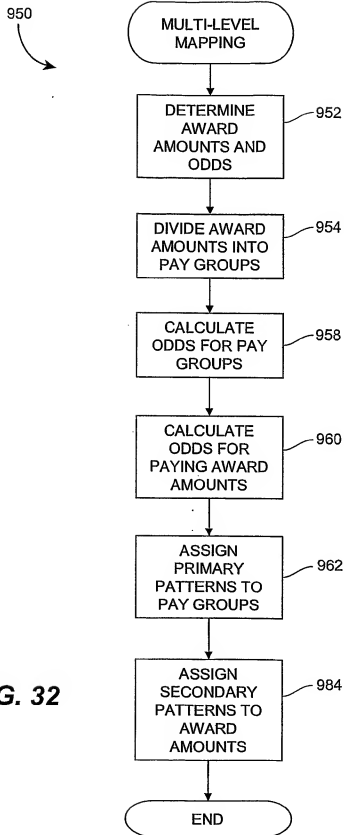 950
MULTI-LEVEL
MAPPING
DETERMINE
AWARD
AMOUNTS AND
ODDS
952
DIVIDE AWARD
AMOUNTS INTO
PAY GROUPS
954
CALCULATE
ODDS FOR PAY
GROUPS
958
CALCULATE
ODDS FOR
PAYING AWARD
AMOUNTS
960
ASSIGN
PRIMARY
PATTERNS TO
PAY GROUPS
962
ASSIGN
SECONDARY
PATTERNS TO
AWARD
AMOUNTS
984
G. 32
END